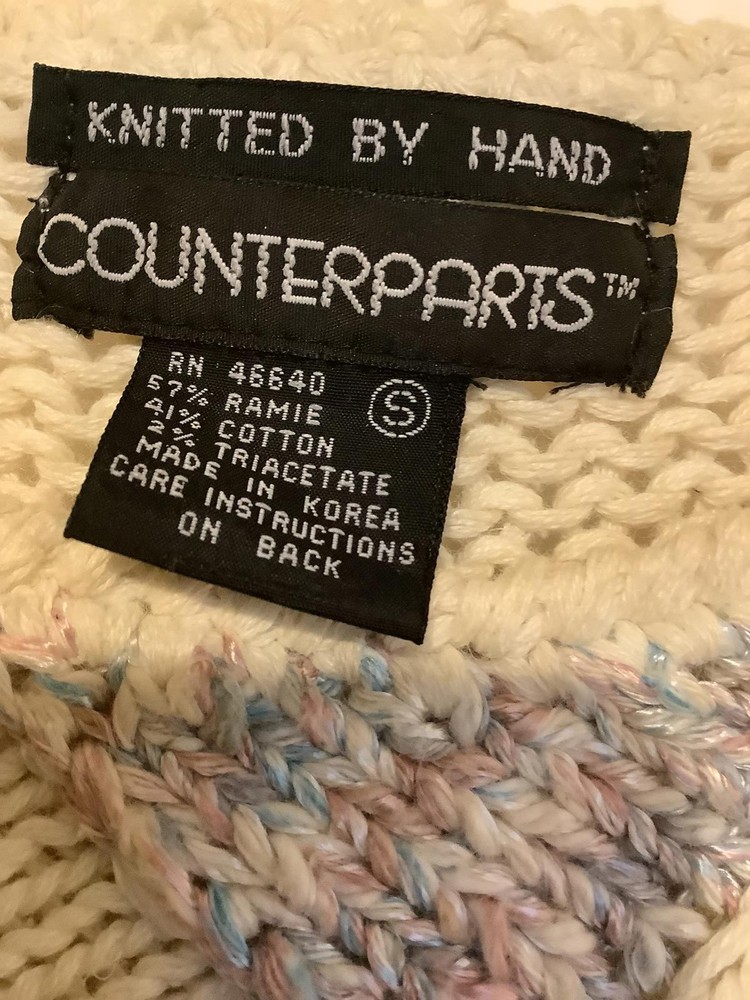 KNITTED BY HAND
COUNTERPARTS™
RN 46640
S
57% RAMIE
41% COTTON
2% TRIACETATE
MADE IN KOREA
CARE INSTRUCTIONS
ON BACK